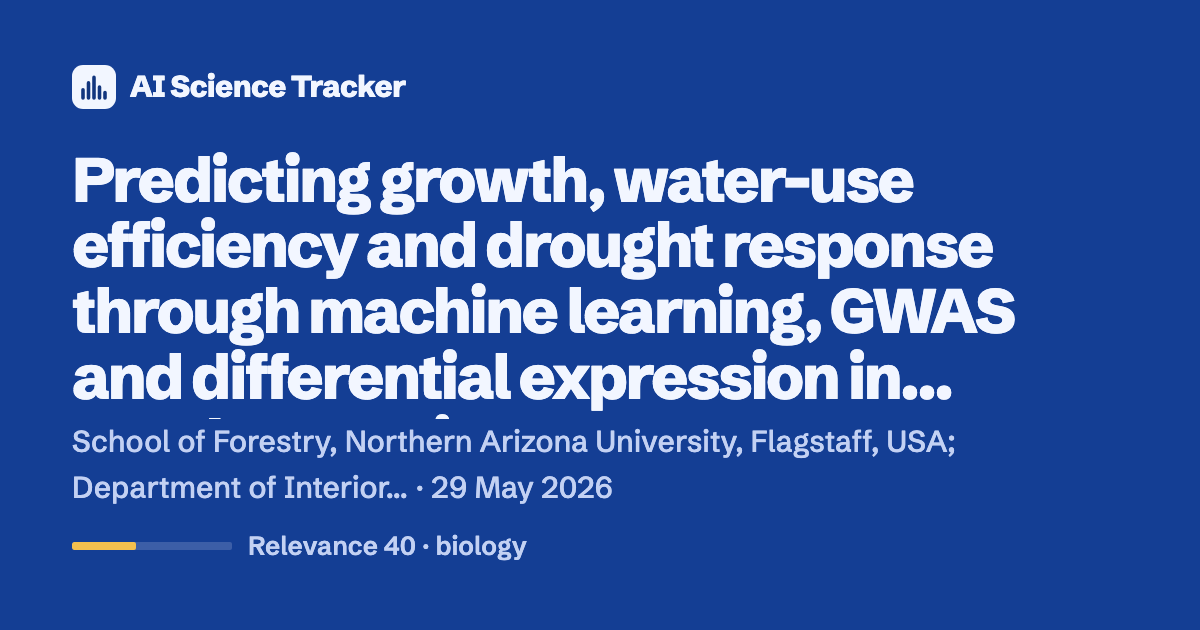 AI Science Tracker
Predicting growth, water-use
efficiency and drought response
through machine learning, GWAS
and differential expression in...
School of Forestry, Northern Arizona University, Flagstaff, USA;
Department of Interior... · 29 May 2026
Relevance 40 · biology